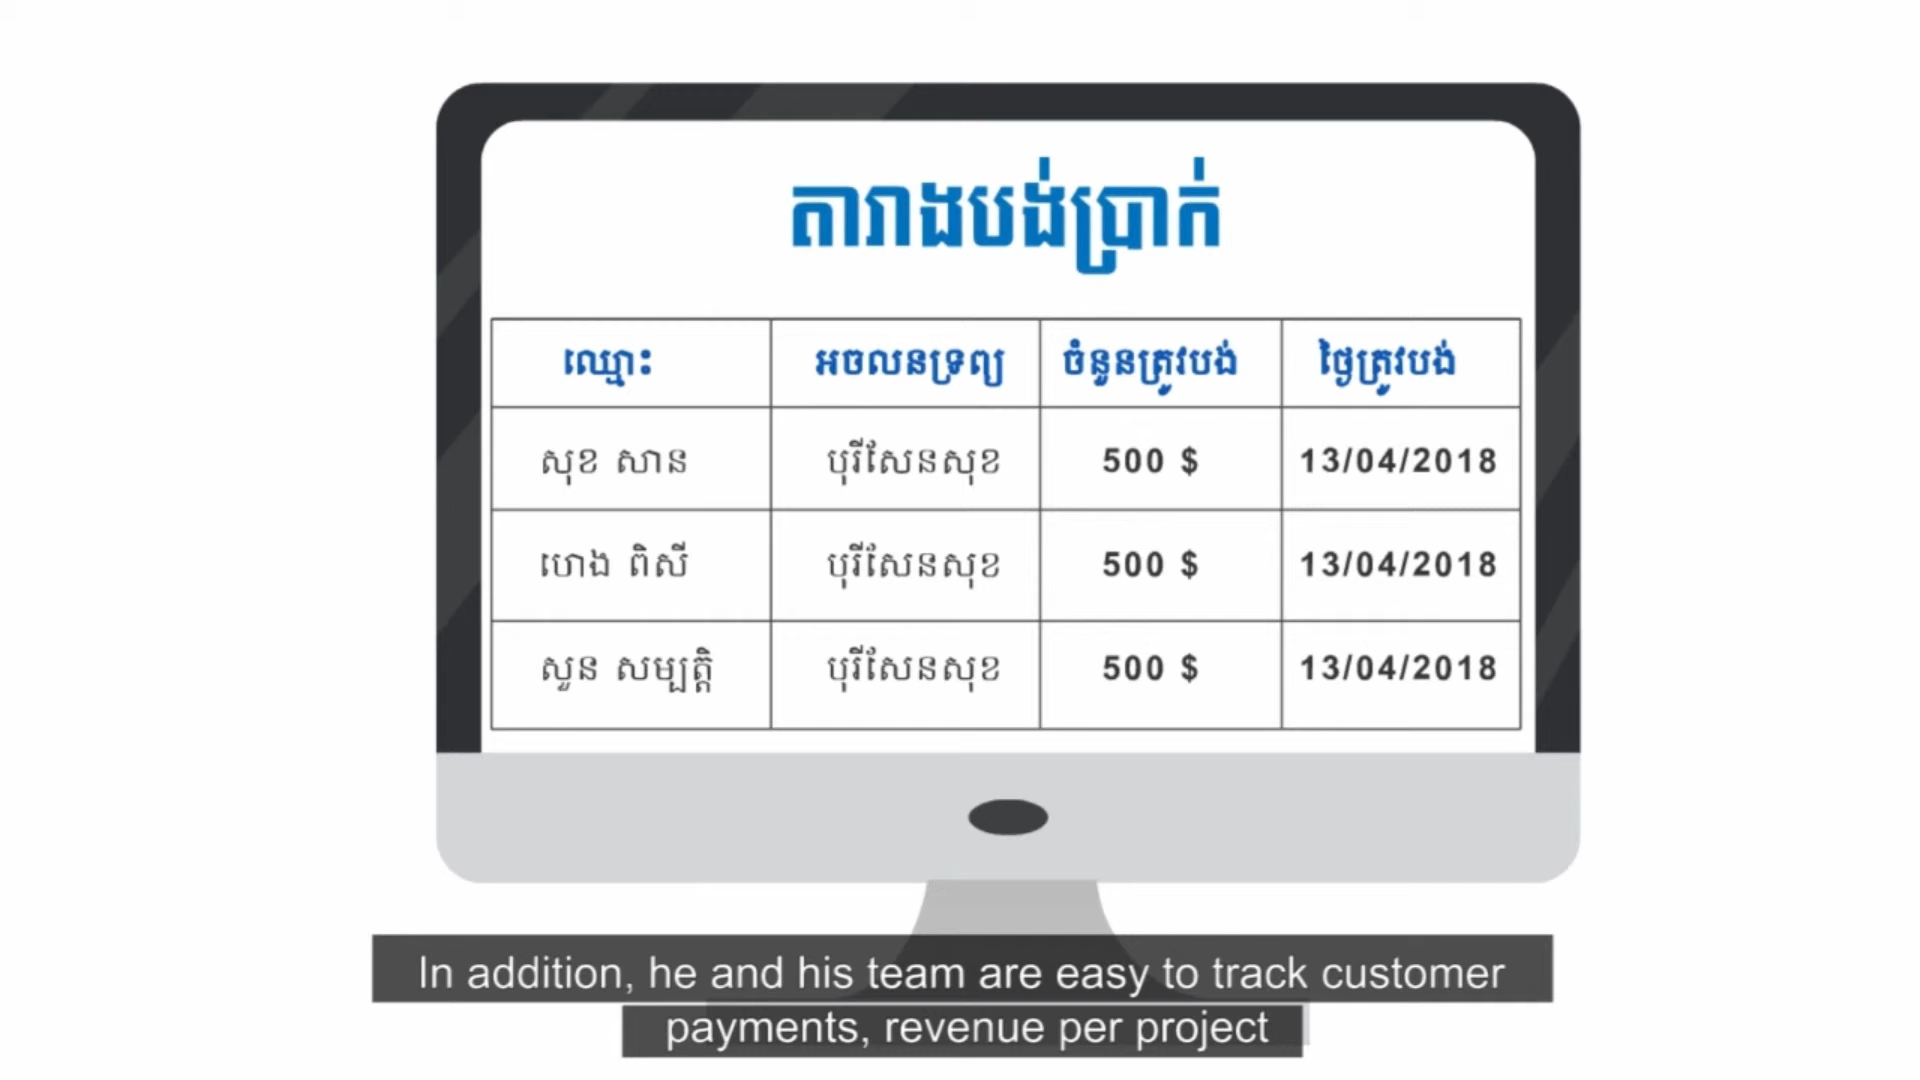 តារាងបង់ប្រាក់
ឈ្មោះ អចលនទ្រព្យ ចំនួនត្រូវបង់ ថ្ងៃត្រូវបង់
សុខ សាន បុរីសែនសុខ 500 $ 13/04/2018
ហេង ពិសី បុរីសែនសុខ 500 $ 13/04/2018
សួន សម្បត្តិ បុរីសែនសុខ 500 $ 13/04/2018
In addition, he and his team are easy to track customer
payments, revenue per project